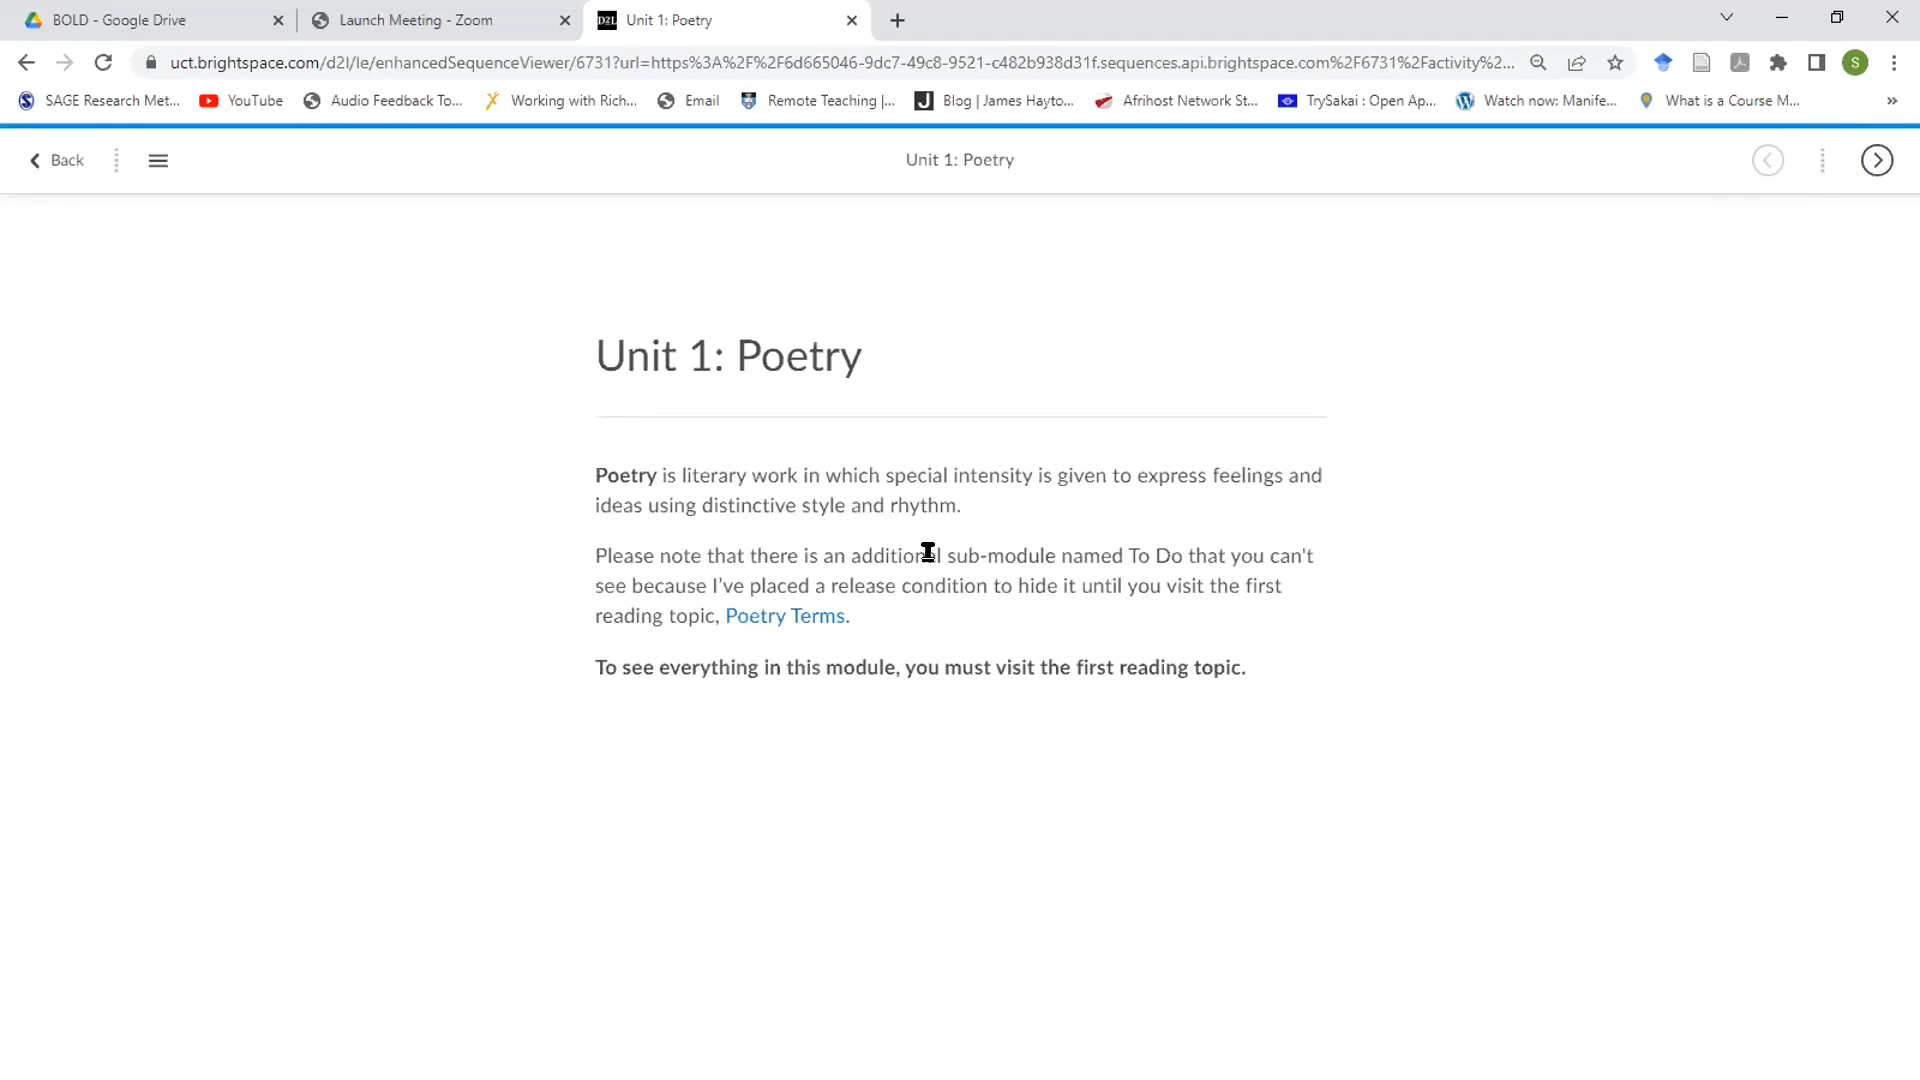 BOLD - Google Drive
Launch Meeting - Zoom
D2L Unit 1: Poetry
uct.brightspace.com/d2l/le/enhancedSequenceViewer/6731?url=https%3A%2F%2F6d665046-9dc7-49c8-9521-c482b938d31f.sequences.api.brightspace.com%2F6731%2Factivity%2...
S
SAGE Research Met...
YouTube
Audio Feedback To...
Working with Rich...
Email
Remote Teaching |...
Blog | James Hayto...
Afrihost Network St...
TrySakai : Open Ap...
Watch now: Manife...
What is a Course M...
Back
Unit 1: Poetry
Unit 1: Poetry
Poetry is literary work in which special intensity is given to express feelings and
ideas using distinctive style and rhythm.
Please note that there is an additional sub-module named To Do that you can't
see because I've placed a release condition to hide it until you visit the first
reading topic, Poetry Terms.
To see everything in this module, you must visit the first reading topic.